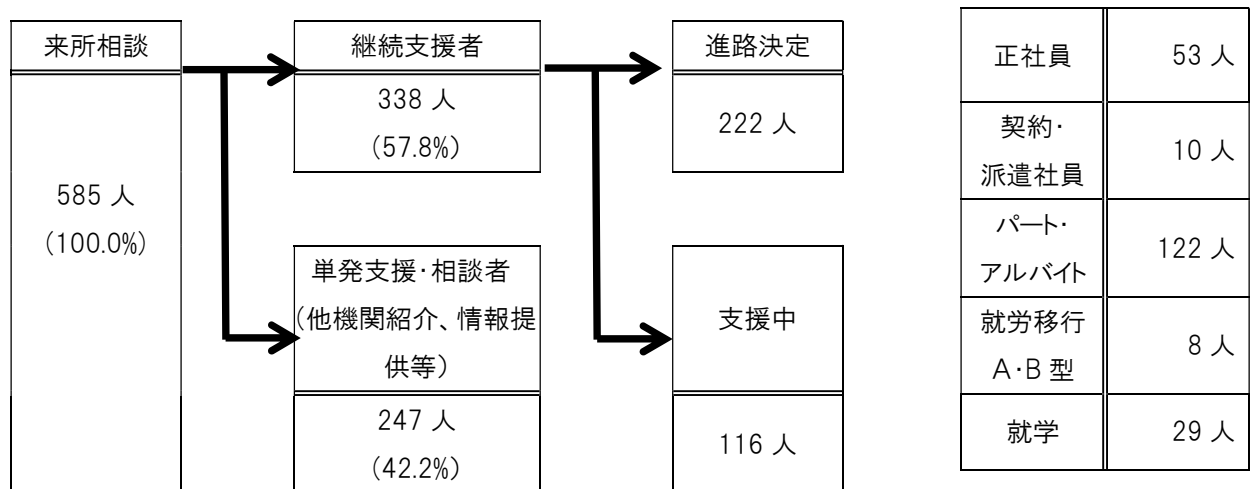 来所相談
585 人
(100.0%)
継続支援者
338 人
(57.8%)
単発支援・相談者
(他機関紹介、情報提
供等)
247 人
(42.2%)
進路決定
222 人
支援中
116 人
正社員
53 人
契約・
派遣社員
10 人
パート・
アルバイト
122 人
就労移行
A・B 型
8 人
就学
29 人